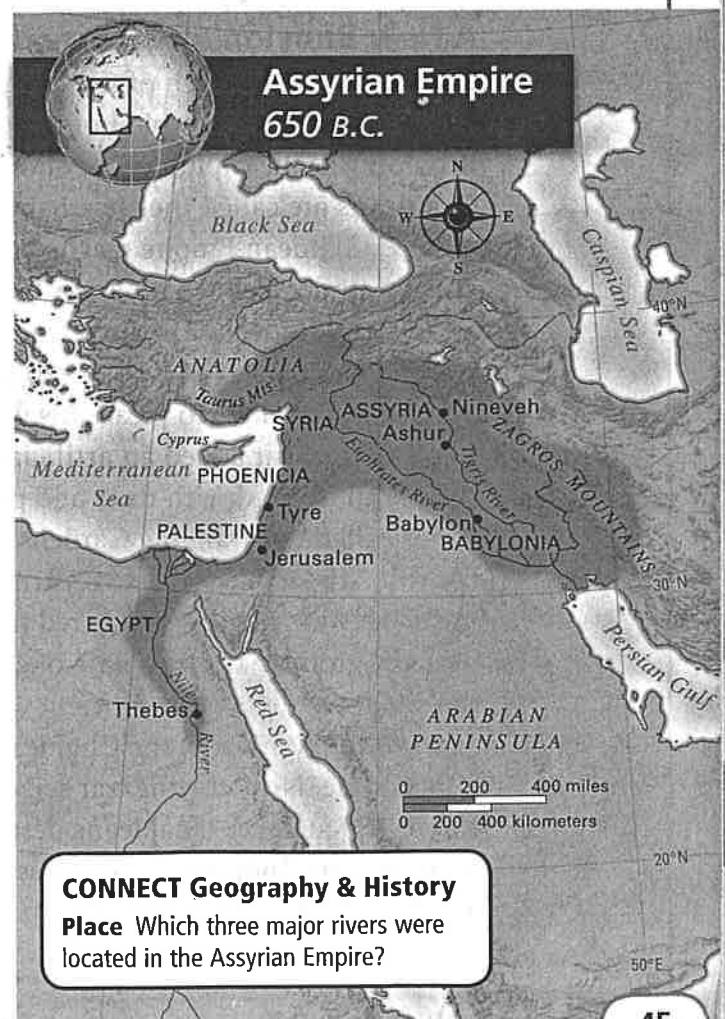 Assyrian Empire
650 B.C.
N
W
E
S
Black Sea
Caspian Sea
40°N
ANATOLIA
Taurus Mts.
SYRIA
ASSYRIA
Nineveh
Ashur
ZAGROS MOUNTAINS
Cyprus
Mediterranean
Sea
PHOENICIA
Euphrates River
Tigris River
Tyre
Babylon
BABYLONIA
PALESTINE
Jerusalem
30°N
EGYPT
Persian Gulf
Nile
River
Thebes
Red Sea
ARABIAN
PENINSULA
0 200 400 miles
0 200 400 kilometers
20°N
CONNECT Geography & History
Place Which three major rivers were
located in the Assyrian Empire?
50°E
45